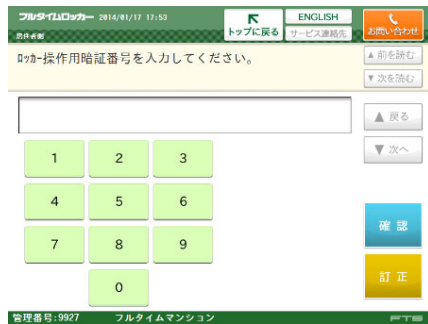 フルタイムロッカー 2014/01/17 17:53
トップに戻る
ENGLISH
サービス連絡先
お問い合わせ
ロッカー操作用暗証番号を入力してください。
▲ 前を読む
▼ 次を読む
▲ 戻る
▼ 次へ
1 2 3
4 5 6
7 8 9
0
確認
訂正
管理番号:9927 フルタイムマンション FTS